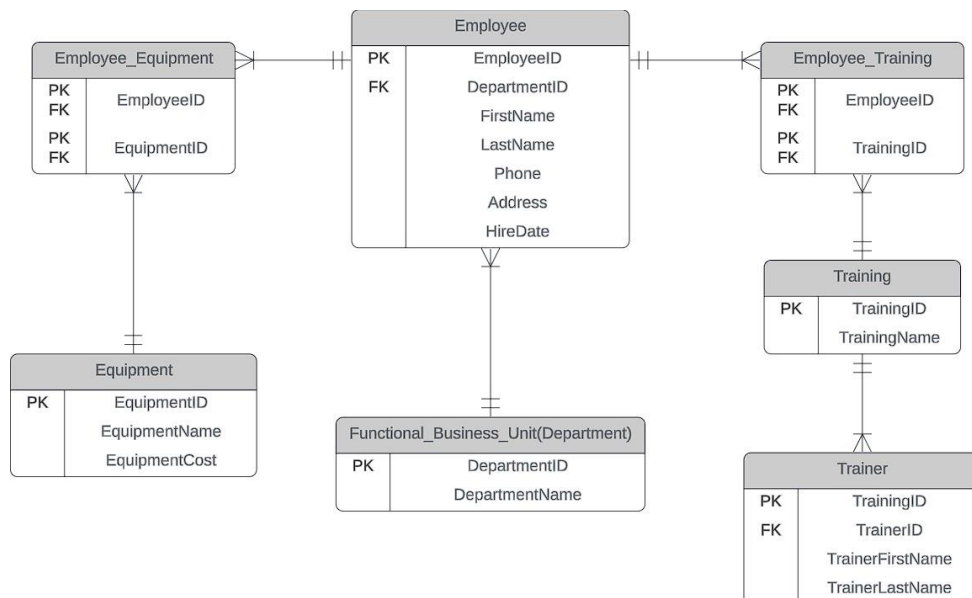 Employee
PK EmployeeID
FK DepartmentID
FirstName
LastName
Phone
Address
HireDate
Employee_Equipment
PK
FK EmployeeID
PK
FK EquipmentID
Employee_Training
PK
FK EmployeeID
PK
FK TrainingID
Equipment
PK EquipmentID
EquipmentName
EquipmentCost
Functional_Business_Unit(Department)
PK DepartmentID
DepartmentName
Training
PK TrainingID
TrainingName
Trainer
PK TrainingID
FK TrainerID
TrainerFirstName
TrainerLastName